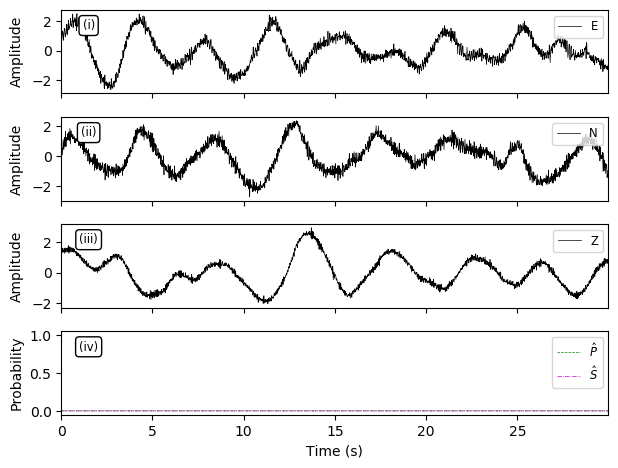 Amplitude
2
0
−2
(i)
E
Amplitude
2
0
−2
(ii)
N
Amplitude
2
0
−2
(iii)
Z
Probability
1.0
0.5
0.0
(iv)
P̂
Ŝ
0 5 10 15 20 25
Time (s)